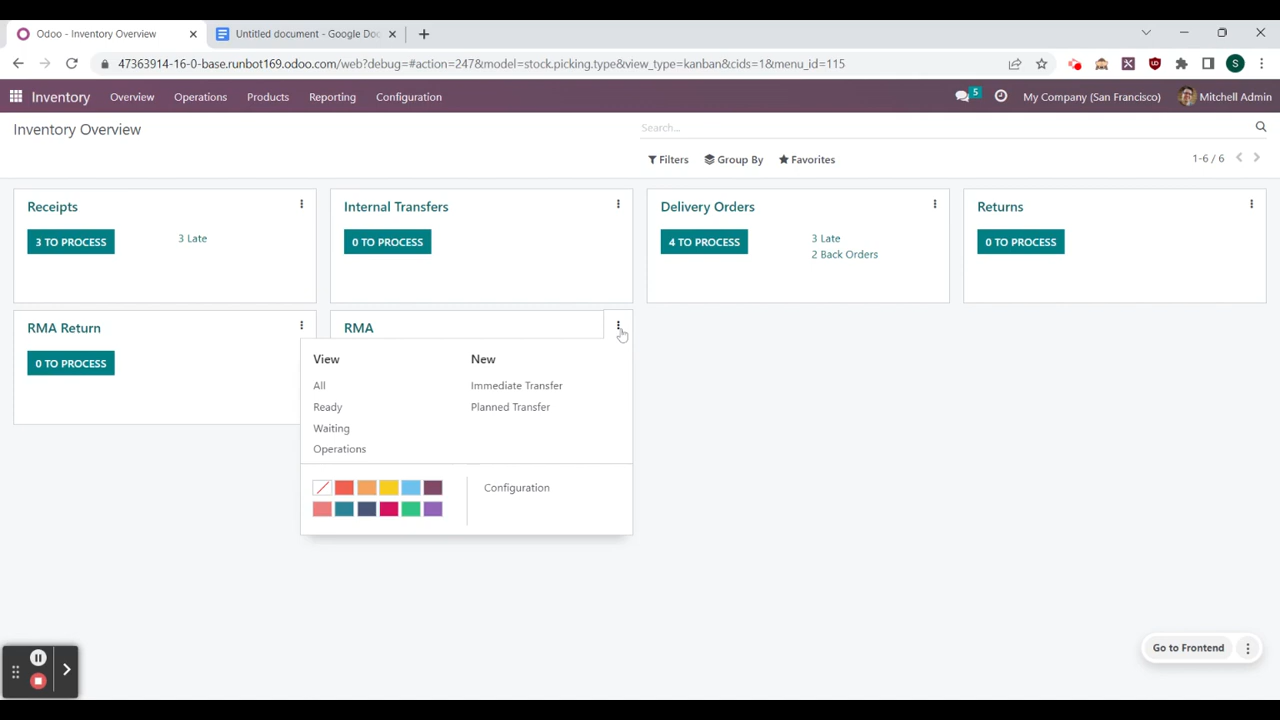 Odoo - Inventory Overview
Untitled document - Google Doc
47363914-16-0-base.runbot169.odoo.com/web?debug=#action=247&model=stock.picking.type&view_type=kanban&cids=1&menu_id=115
S
Inventory Overview Operations Products Reporting Configuration 5 My Company (San Francisco) Mitchell Admin
Inventory Overview
Search...
Filters Group By Favorites 1-6 / 6
Receipts
3 TO PROCESS
3 Late
Internal Transfers
0 TO PROCESS
Delivery Orders
4 TO PROCESS
3 Late
2 Back Orders
Returns
0 TO PROCESS
RMA Return
0 TO PROCESS
RMA
View
All
Ready
Waiting
Operations
New
Immediate Transfer
Planned Transfer
Configuration
Go to Frontend